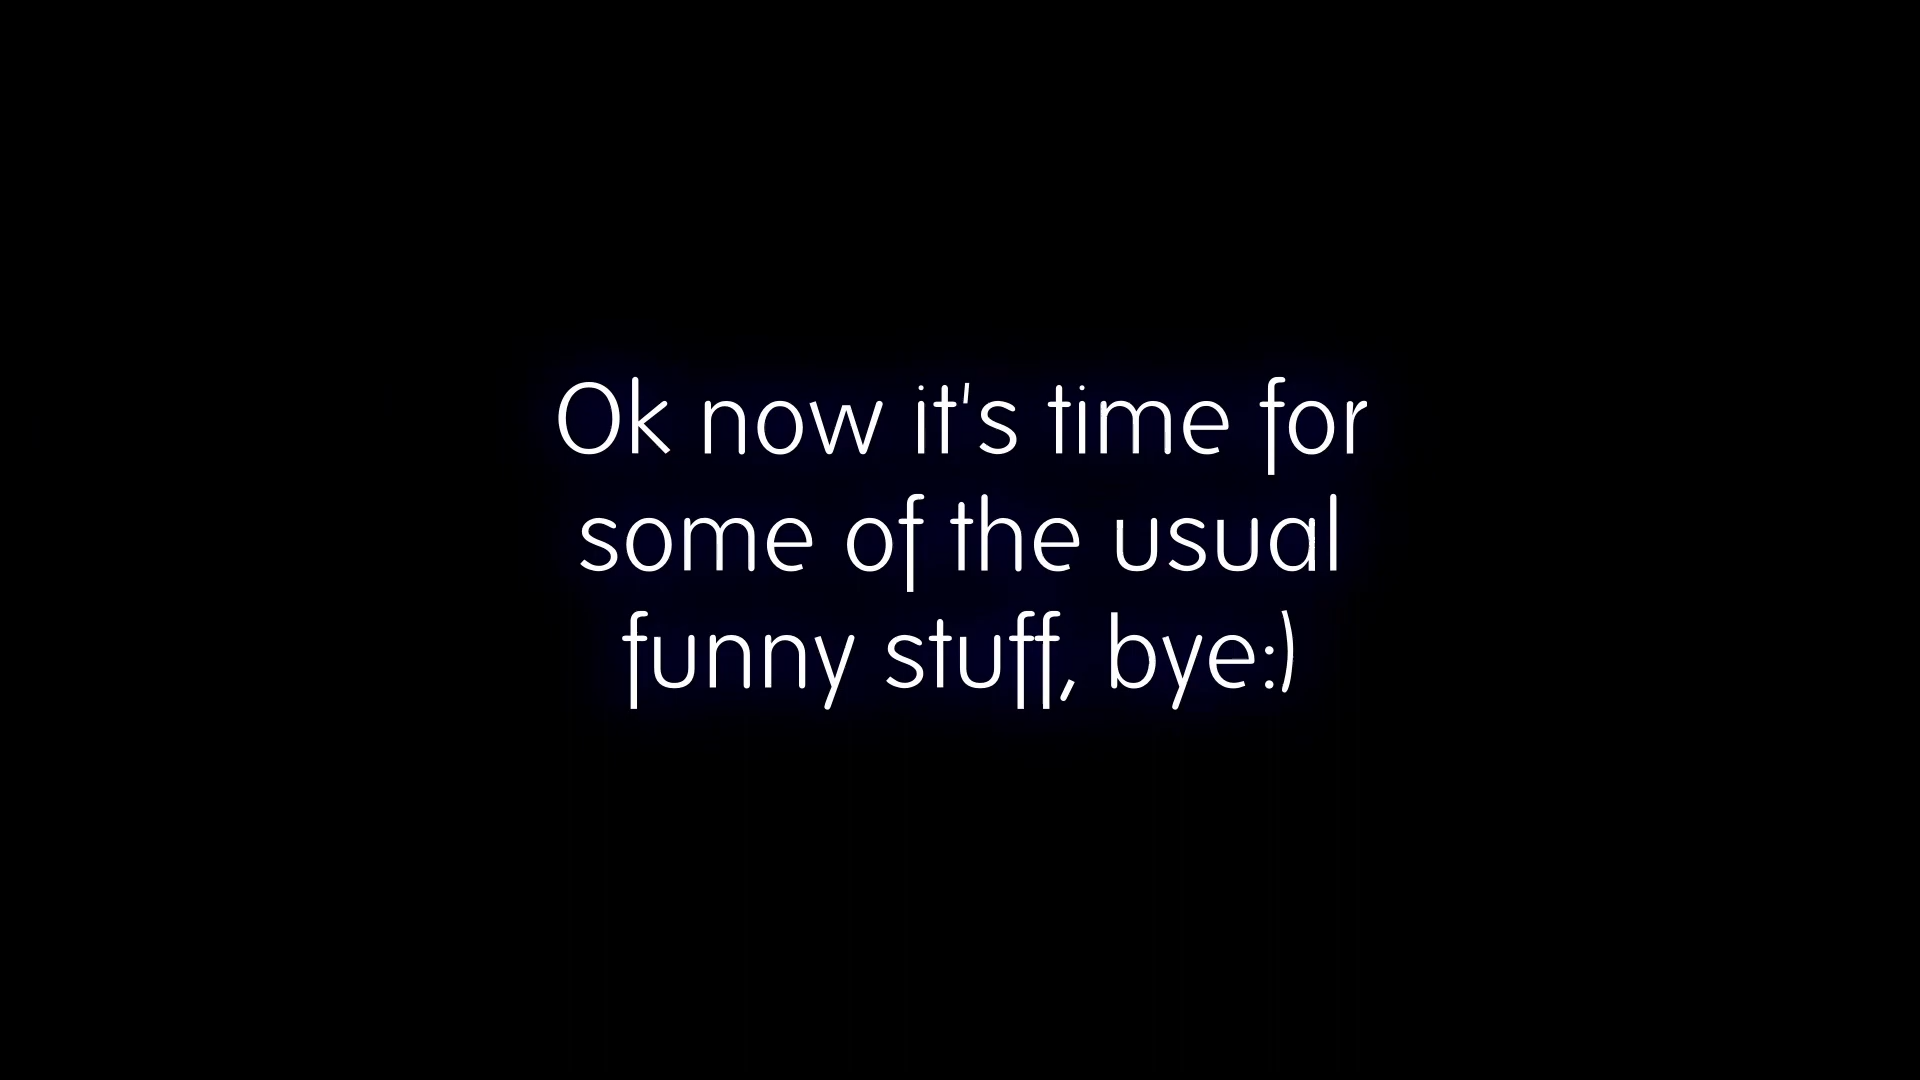 Ok now it's time for
some of the usual
funny stuff, bye:)